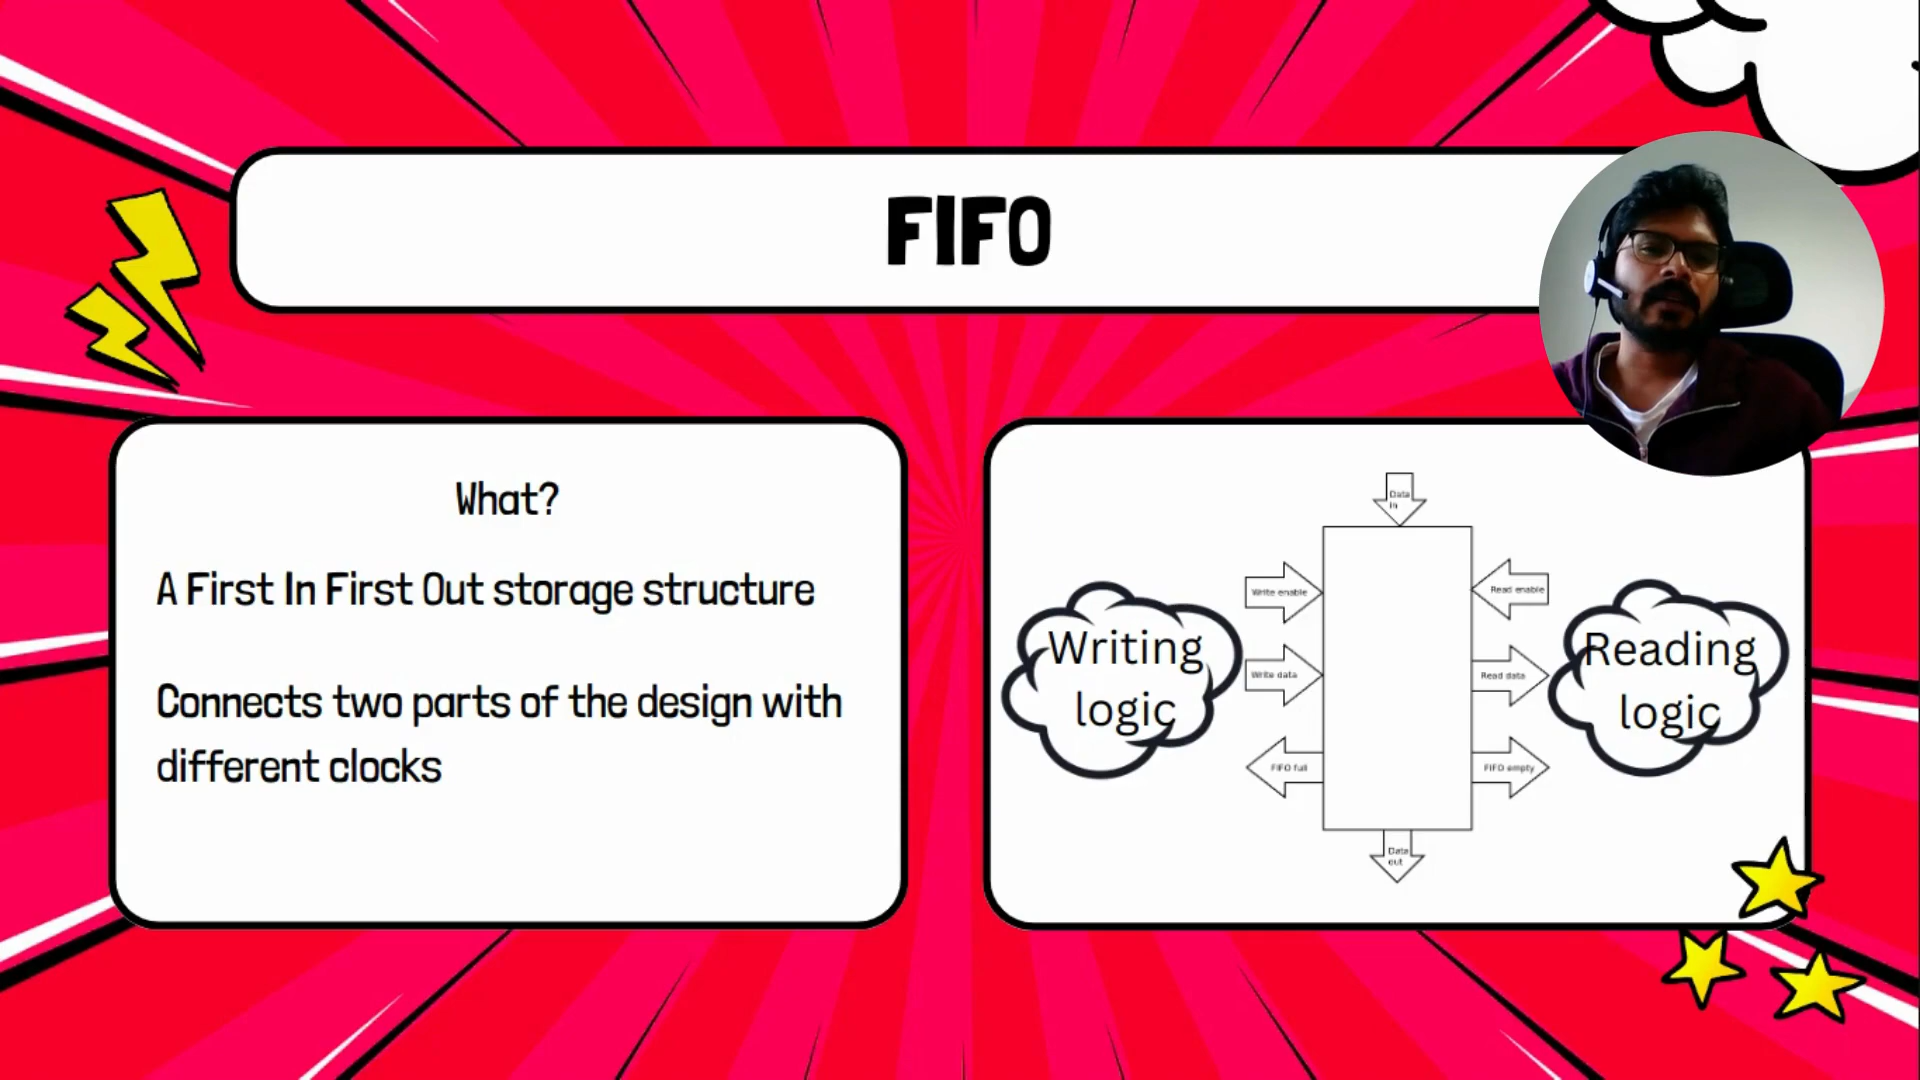 FIFO
What?
A First In First Out storage structure
Connects two parts of the design with
different clocks
Data
in
Write enable
Read enable
Writing
logic
Write data
Read data
Reading
logic
FIFO full
FIFO empty
Data
out